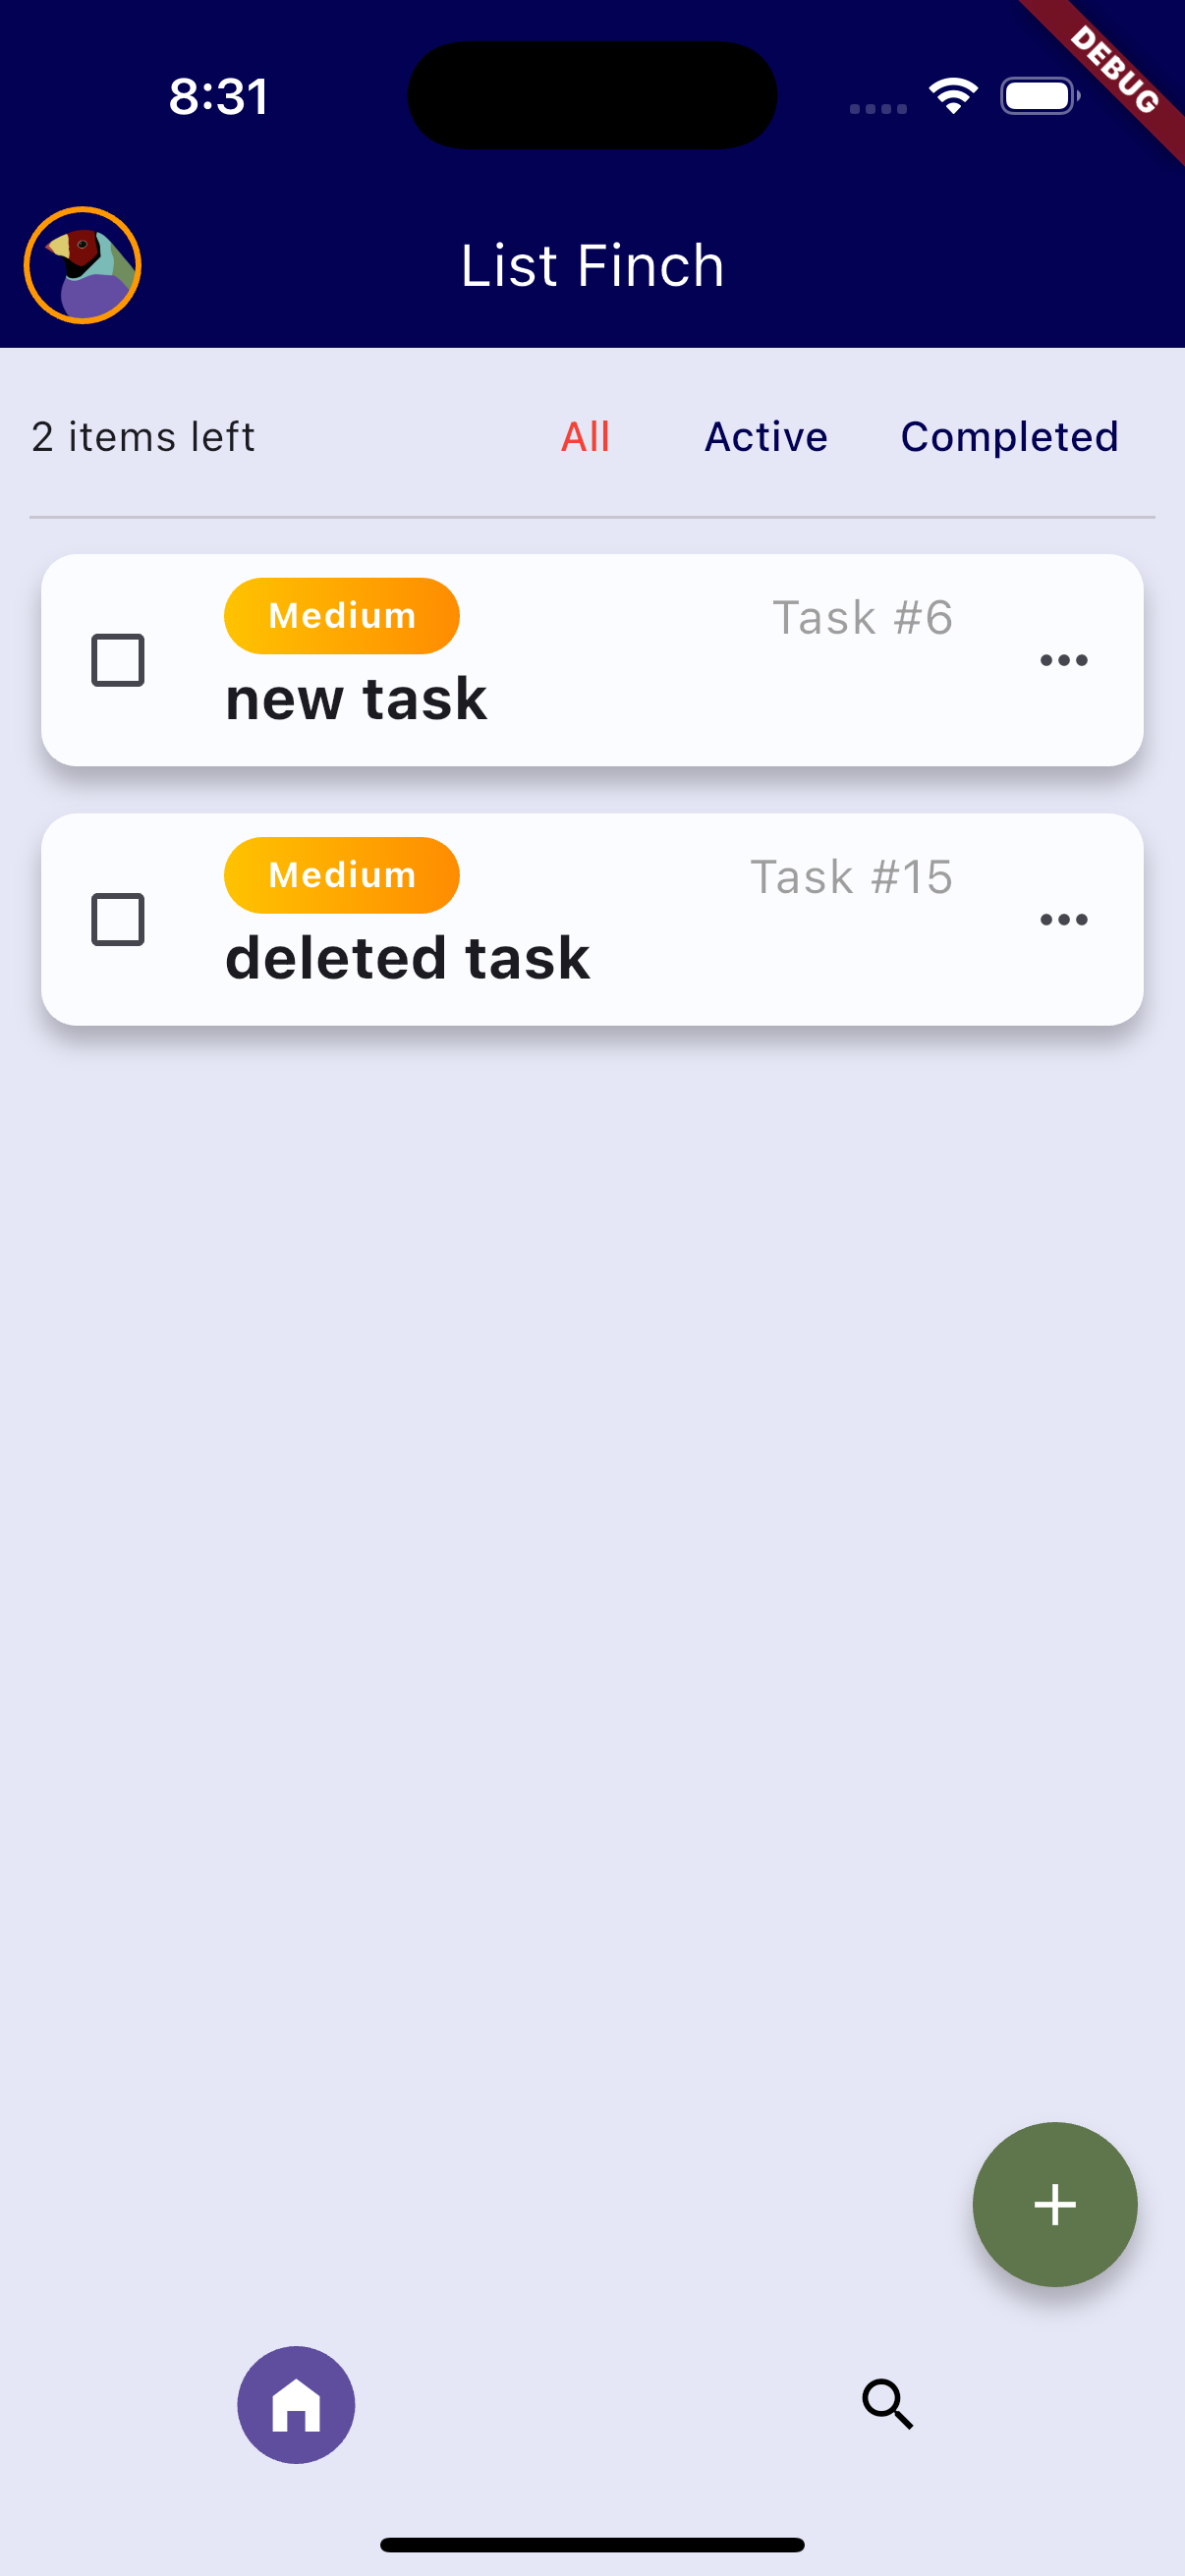 8:31
DEBUG
List Finch
2 items left All Active Completed
Medium Task #6
new task
Medium Task #15
deleted task